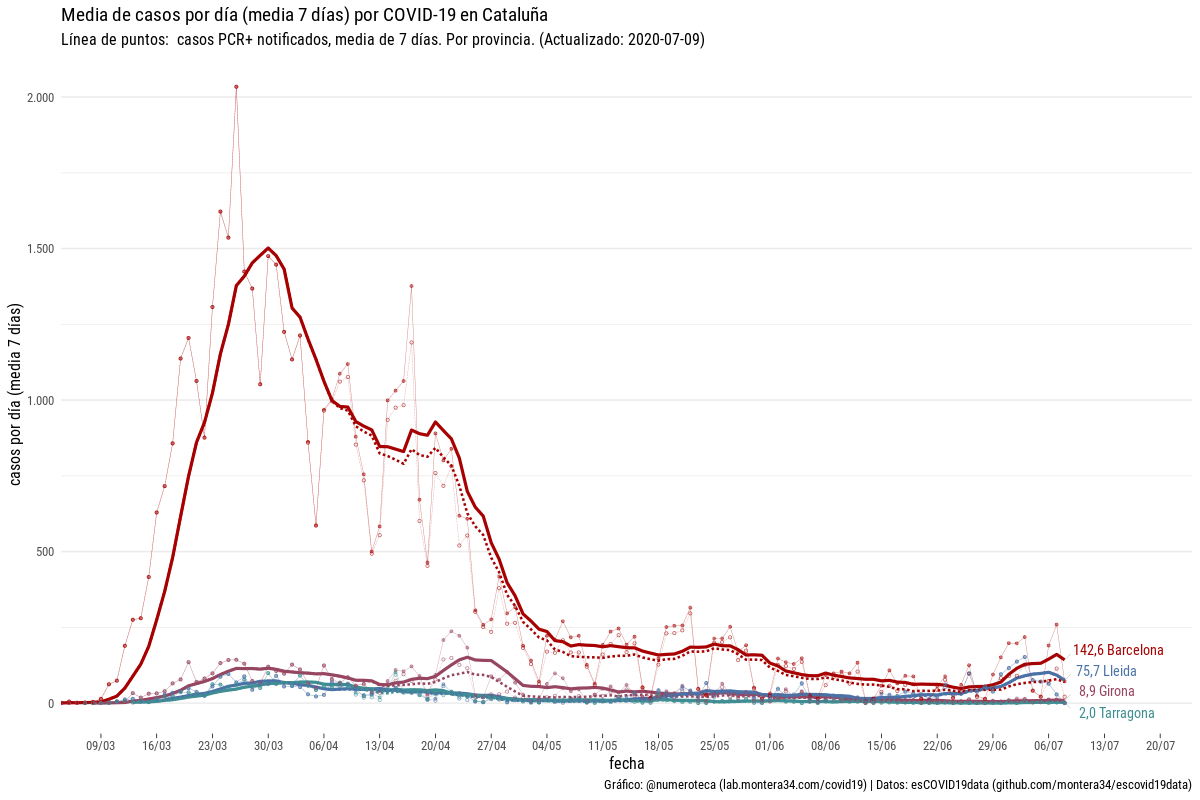 Media de casos por día (media 7 días) por COVID-19 en Cataluña
Línea de puntos:  casos PCR+ notificados, media de 7 días. Por provincia. (Actualizado: 2020-07-09)
casos por día (media 7 días)
2.000
1.500
1.000
500
0
142,6 Barcelona
75,7 Lleida
8,9 Girona
2,0 Tarragona
09/03 16/03 23/03 30/03 06/04 13/04 20/04 27/04 04/05 11/05 18/05 25/05 01/06 08/06 15/06 22/06 29/06 06/07 13/07 20/07
fecha
Gráfico: @numeroteca (lab.montera34.com/covid19) | Datos: esCOVID19data (github.com/montera34/escovid19data)